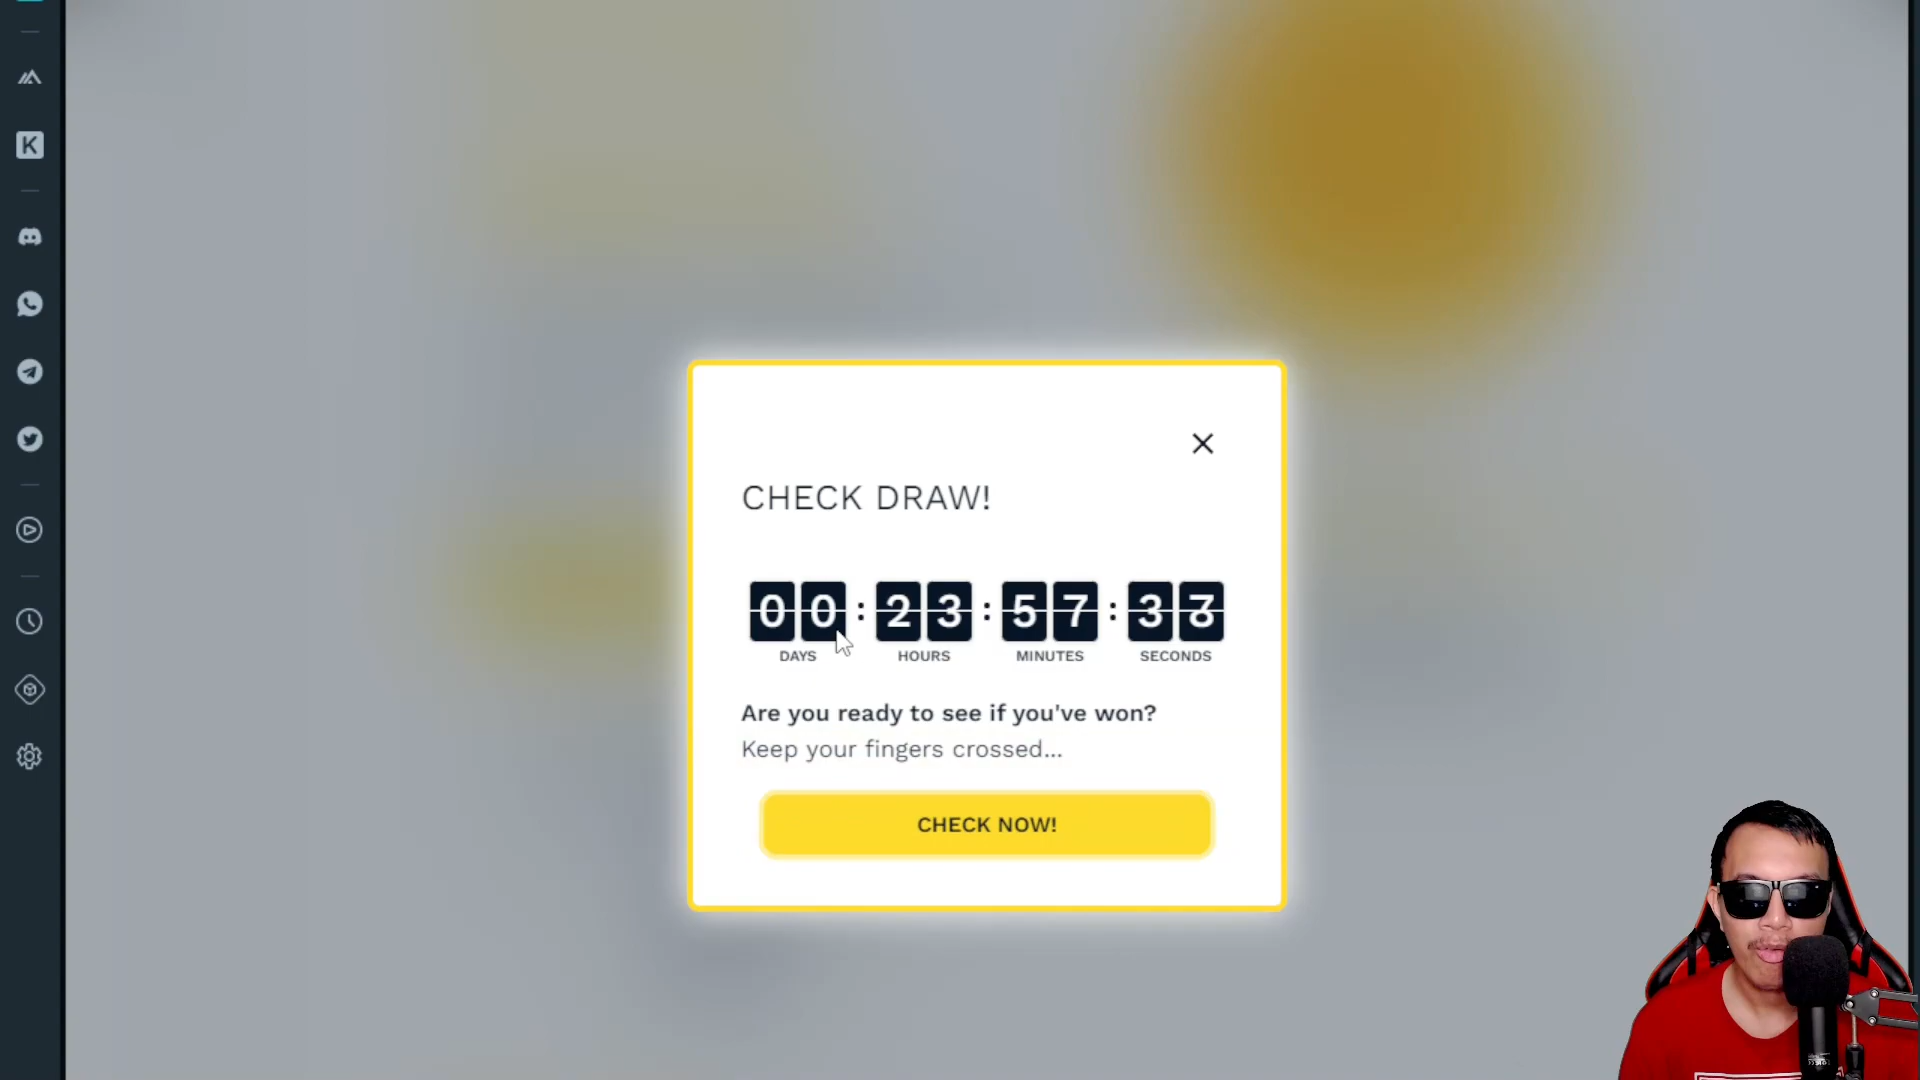 K
CHECK DRAW!
00 : 23 : 57 : 38
DAYS HOURS MINUTES SECONDS
Are you ready to see if you've won?
Keep your fingers crossed...
CHECK NOW!